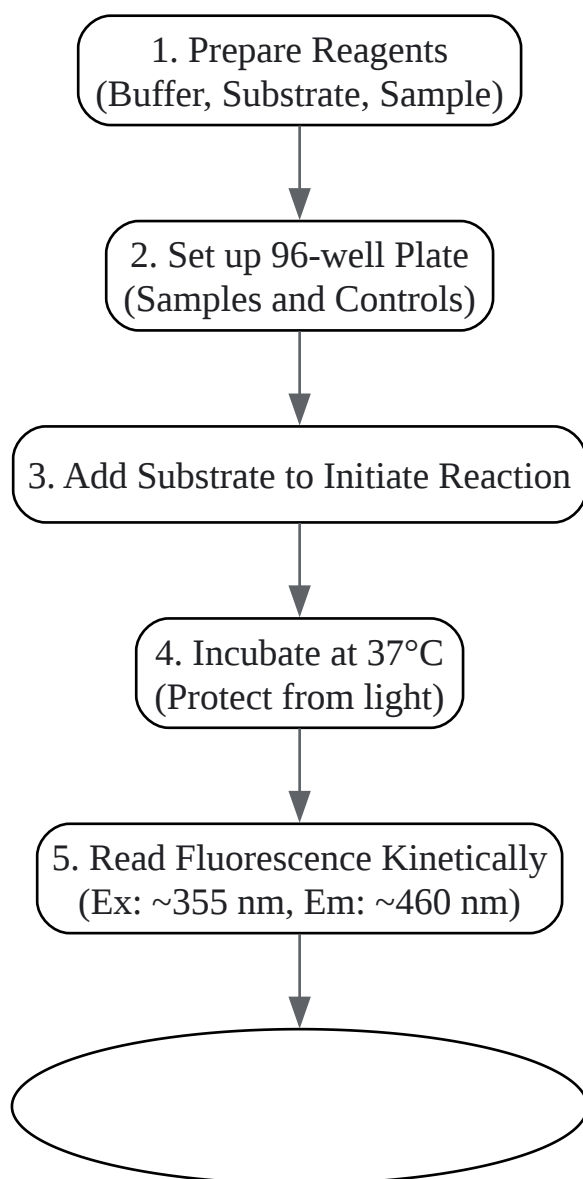 1. Prepare Reagents
(Buffer, Substrate, Sample)
2. Set up 96-well Plate
(Samples and Controls)
3. Add Substrate to Initiate Reaction
4. Incubate at 37°C
(Protect from light)
5. Read Fluorescence Kinetically
(Ex: ~355 nm, Em: ~460 nm)